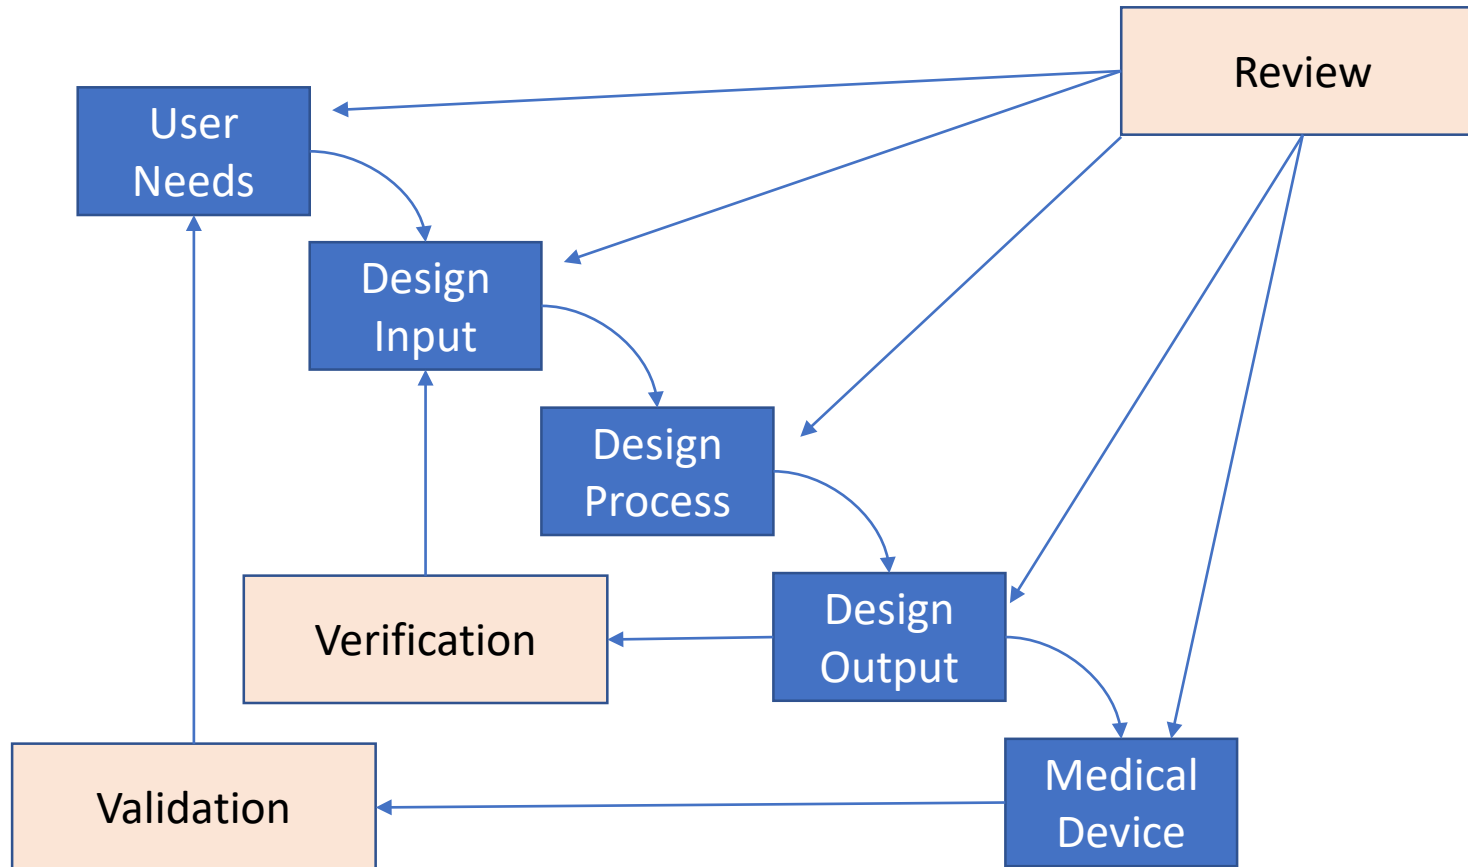 Review
User
Needs
Design
Input
Design
Process
Verification
Design
Output
Validation
Medical
Device